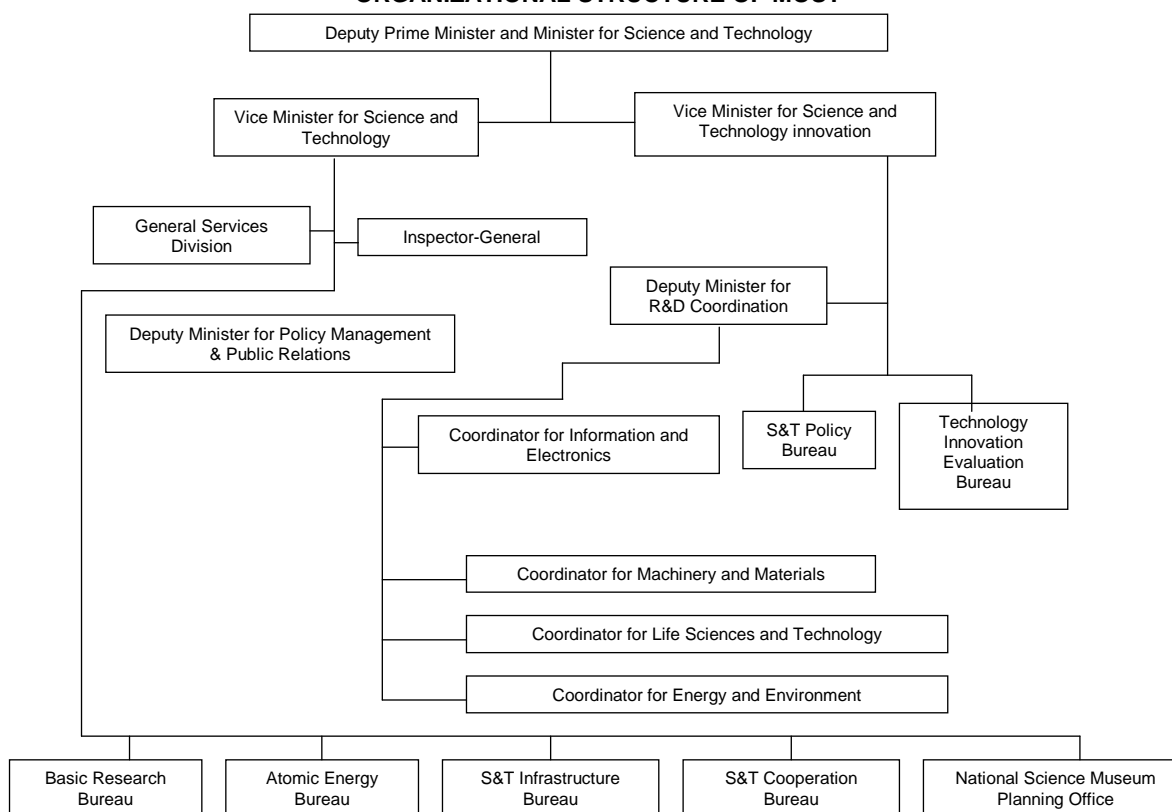 ORGANIZATIONAL STRUCTURE OF MOST
Deputy Prime Minister and Minister for Science and Technology
Vice Minister for Science and
Technology
Vice Minister for Science and
Technology innovation
General Services
Division
Inspector-General
Deputy Minister for
R&D Coordination
Deputy Minister for Policy Management
& Public Relations
Coordinator for Information and
Electronics
S&T Policy
Bureau
Technology
Innovation
Evaluation
Bureau
Coordinator for Machinery and Materials
Coordinator for Life Sciences and Technology
Coordinator for Energy and Environment
Basic Research
Bureau
Atomic Energy
Bureau
S&T Infrastructure
Bureau
S&T Cooperation
Bureau
National Science Museum
Planning Office